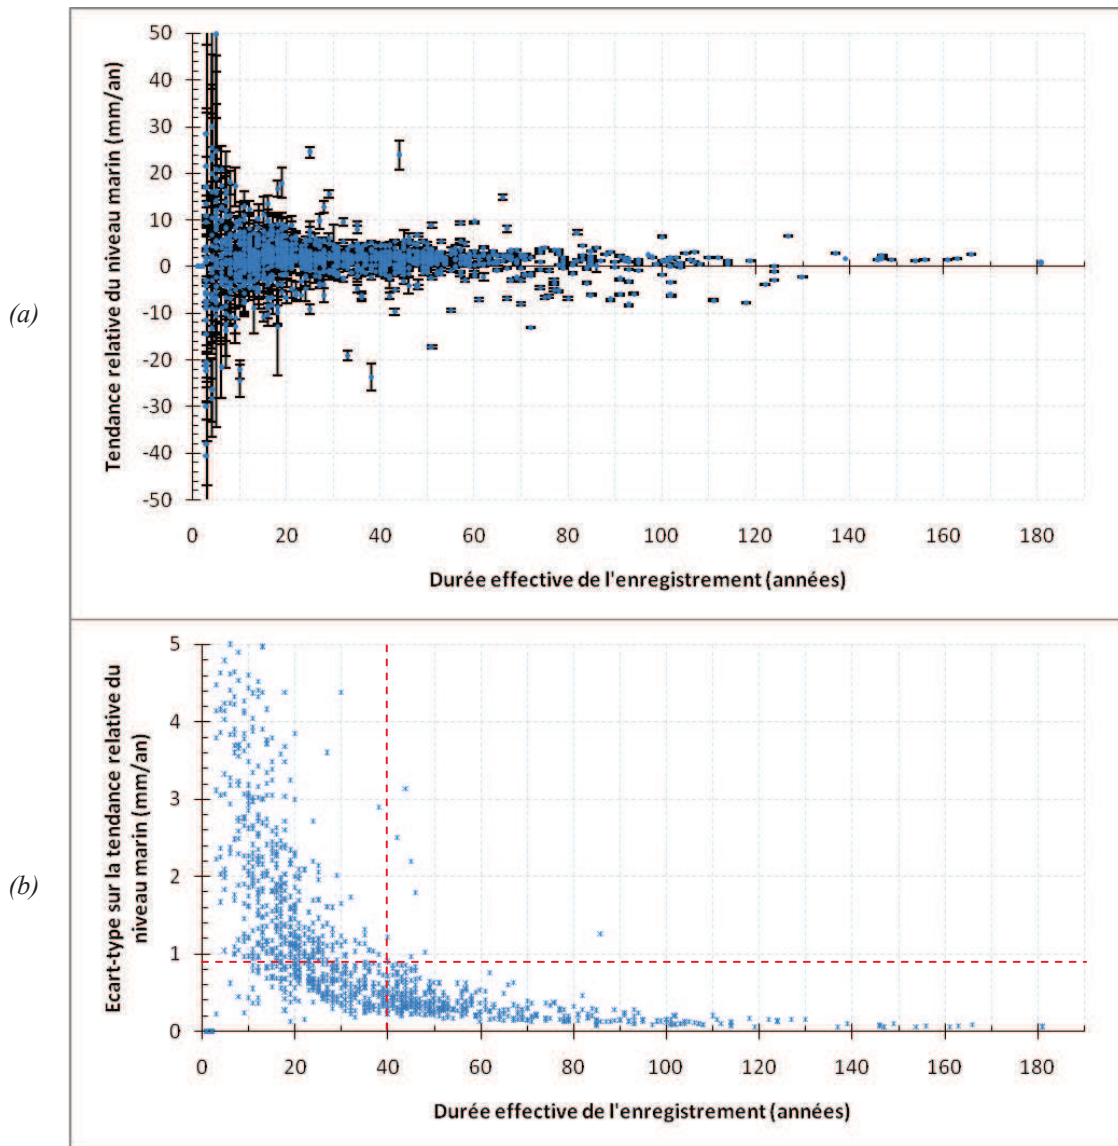 (a)
Tendance relative du niveau marin (mm/an)
50
40
30
20
10
0
-10
-20
-30
-40
-50
0 20 40 60 80 100 120 140 160 180
Durée effective de l'enregistrement (années)
(b)
Ecart-type sur la tendance relative du
niveau marin (mm/an)
5
4
3
2
1
0
0 20 40 60 80 100 120 140 160 180
Durée effective de l'enregistrement (années)